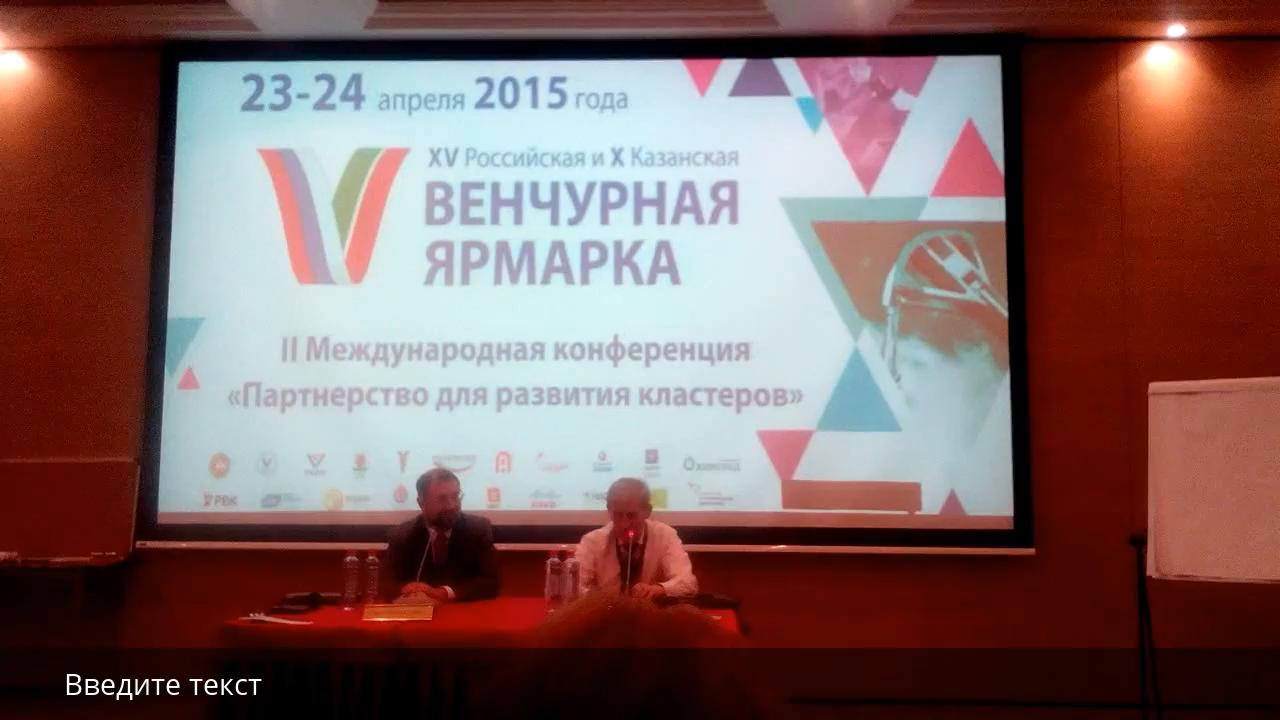 23-24 апреля 2015 года
XV Российская и X Казанская
ВЕНЧУРНАЯ
ЯРМАРКА
II Международная конференция
«Партнерство для развития кластеров»
ХИМГРАД
РВК
Введите текст